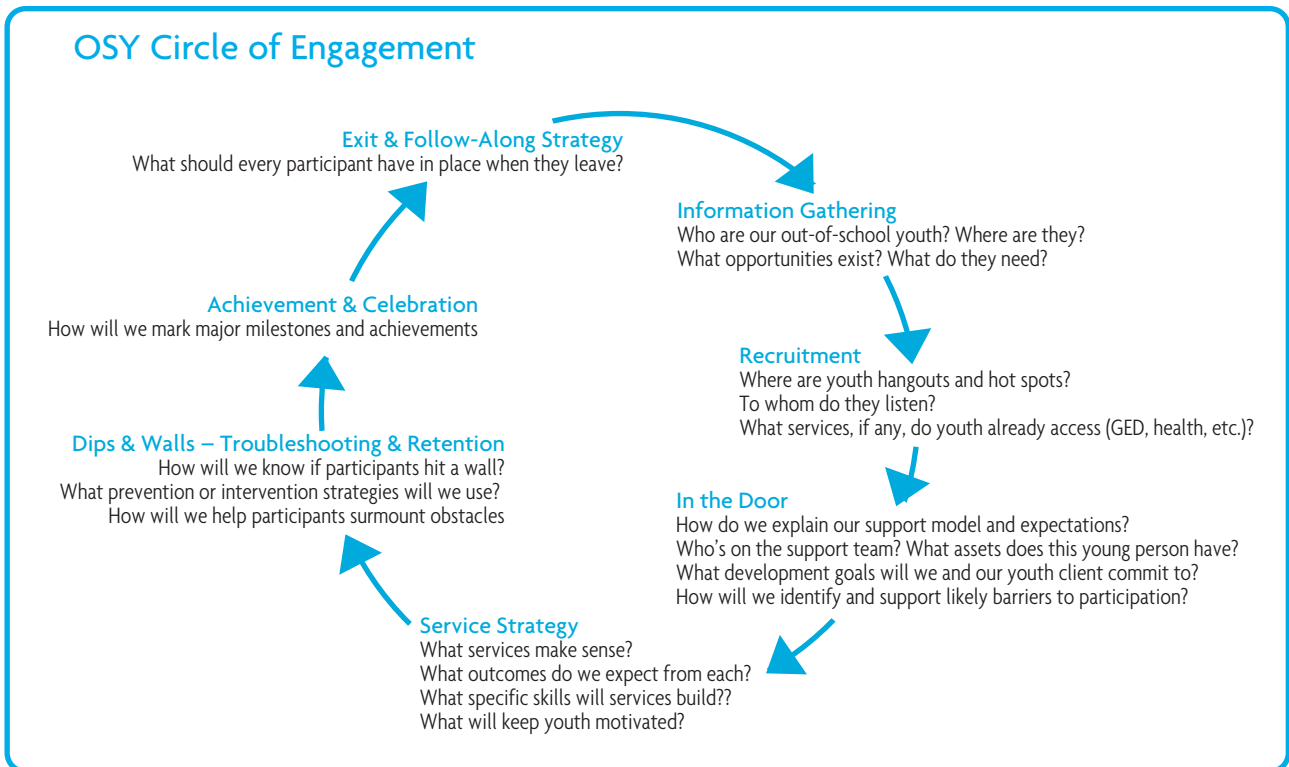 OSY Circle of Engagement
Exit & Follow-Along Strategy
What should every participant have in place when they leave?
Information Gathering
Who are our out-of-school youth? Where are they?
What opportunities exist? What do they need?
Recruitment
Where are youth hangouts and hot spots?
To whom do they listen?
What services, if any, do youth already access (GED, health, etc.)?
In the Door
How do we explain our support model and expectations?
Who's on the support team? What assets does this young person have?
What development goals will we and our youth client commit to?
How will we identify and support likely barriers to participation?
Service Strategy
What services make sense?
What outcomes do we expect from each?
What specific skills will services build??
What will keep youth motivated?
Dips & Walls – Troubleshooting & Retention
How will we know if participants hit a wall?
What prevention or intervention strategies will we use?
How will we help participants surmount obstacles
Achievement & Celebration
How will we mark major milestones and achievements